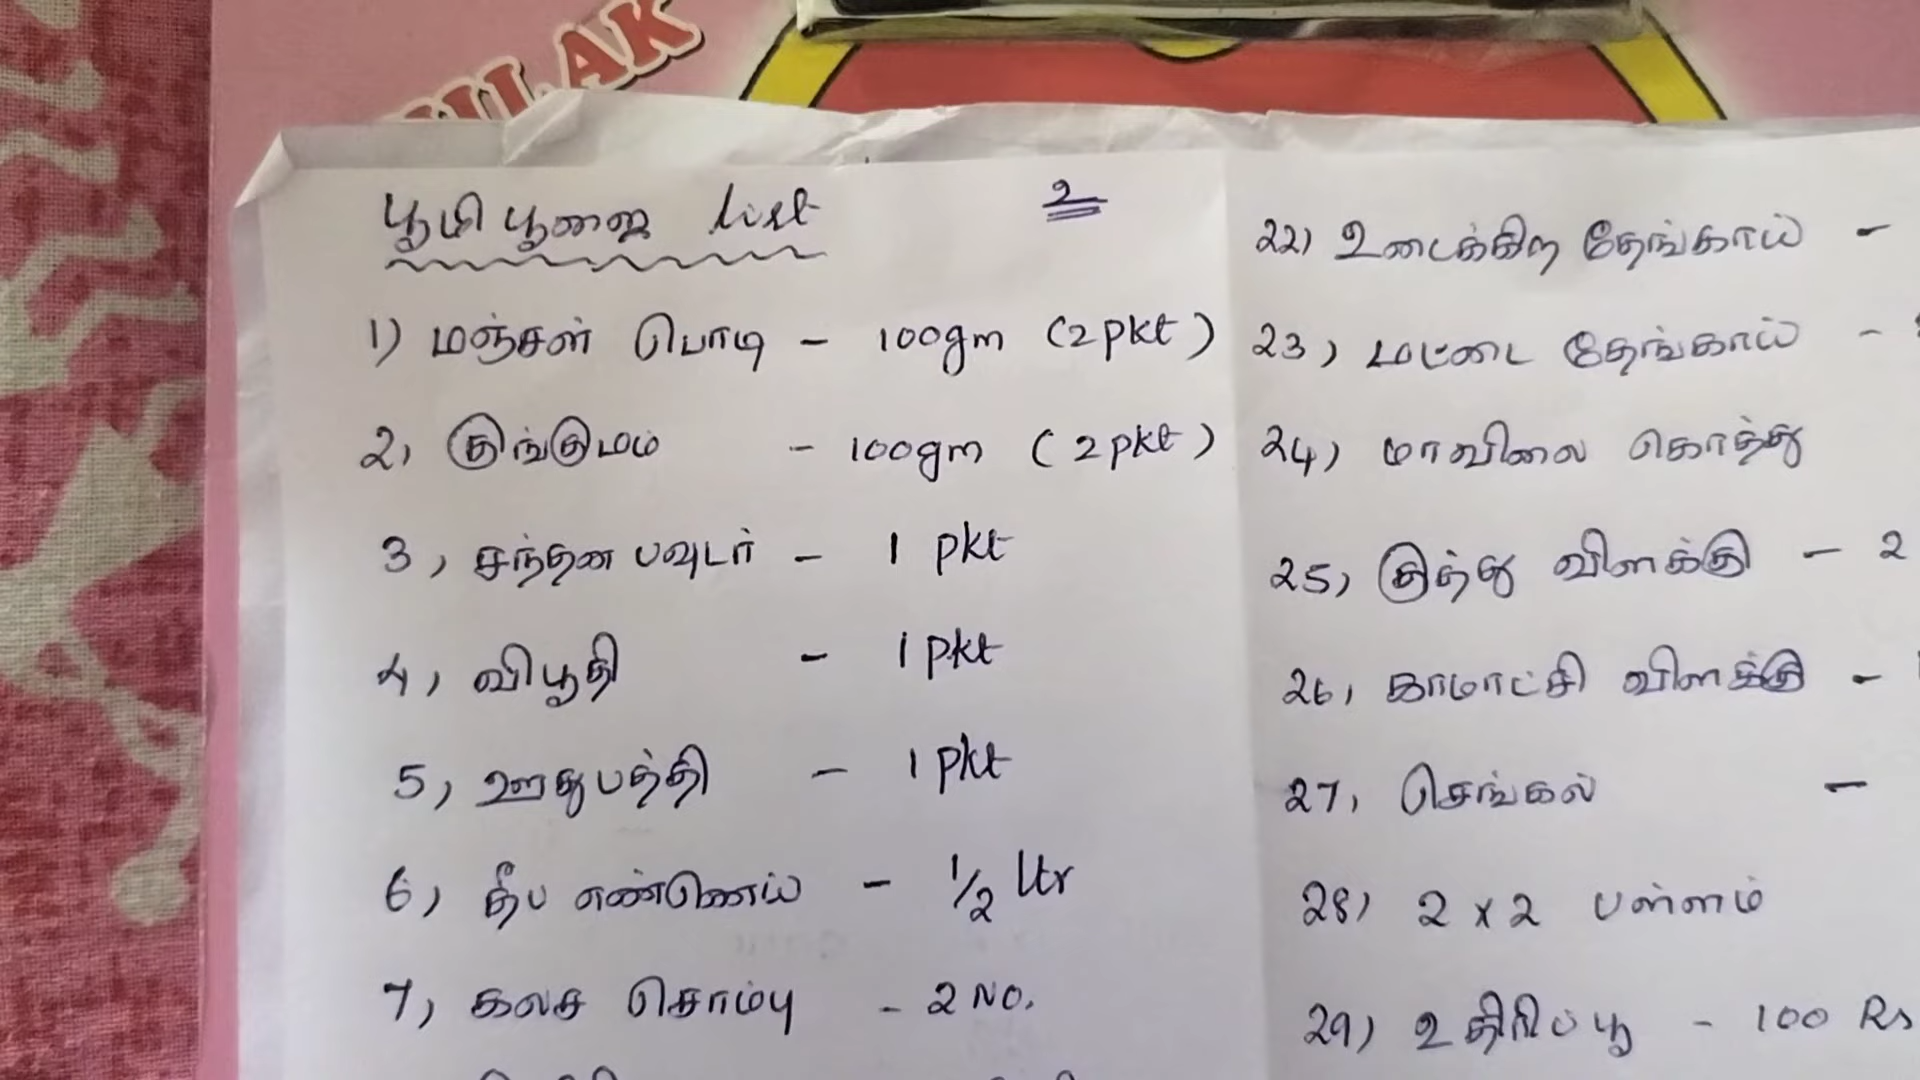 பூமி பூஜை list
உ
1) மஞ்சள் பொடி - 100gm (2pkt)
2, குங்குமம் - 100gm (2pkt)
3, சந்தன பவுடர் - 1 pkt
4, விபூதி - 1 pkt
5, ஊதுபத்தி - 1 pkt
6) தீப எண்ணெய் - 1/2 ltr
7, கலச சொம்பு - 2 NO.
22) உடைக்கிற தேங்காய் -
23) மட்டை தேங்காய் -
24) மாவிலை கொத்து
25, குத்து விளக்கு - 2
26, காமாட்சி விளக்கு -
27, செங்கல் -
28) 2 x 2 பள்ளம்
29) உதிரிப்பூ - 100 Rs